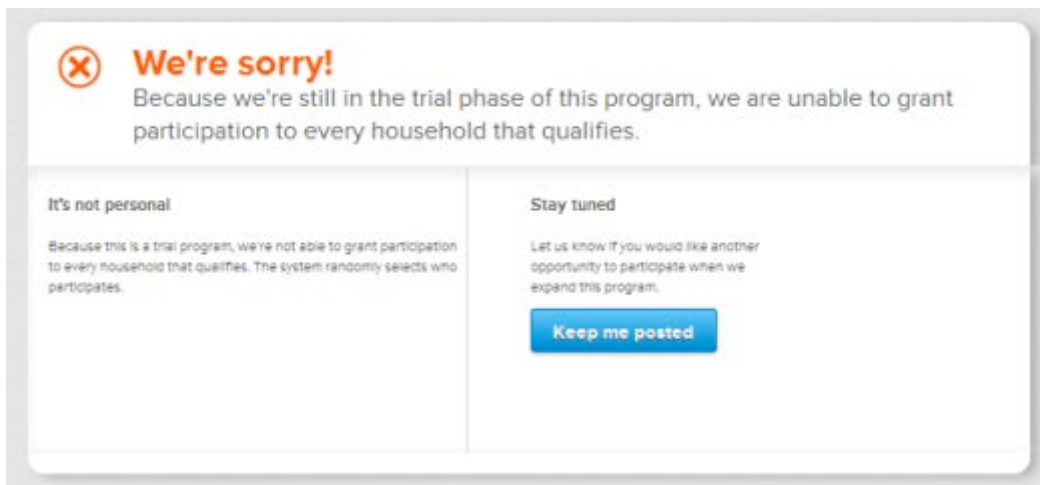 We're sorry!
Because we're still in the trial phase of this program, we are unable to grant
participation to every household that qualifies.
It's not personal
Because this is a trial program, we're not able to grant participation
to every household that qualifies. The system randomly selects who
participates.
Stay tuned
Let us know if you would like another
opportunity to participate when we
expand this program.
Keep me posted